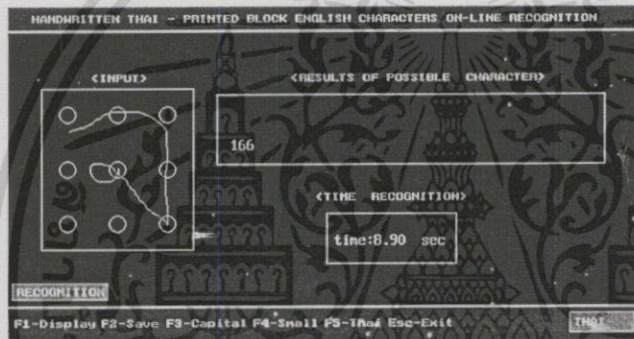 HANDWRITTEN THAI - PRINTED BLOCK ENGLISH CHARACTERS ON-LINE RECOGNITION
<INPUT>
<RESULTS OF POSSIBLE CHARACTER>
166
<TIME RECOGNITION>
time:8.90 sec
RECOGNITION
F1-Display F2-Save F3-Capital F4-Small F5-Thai Esc-Exit
THAI